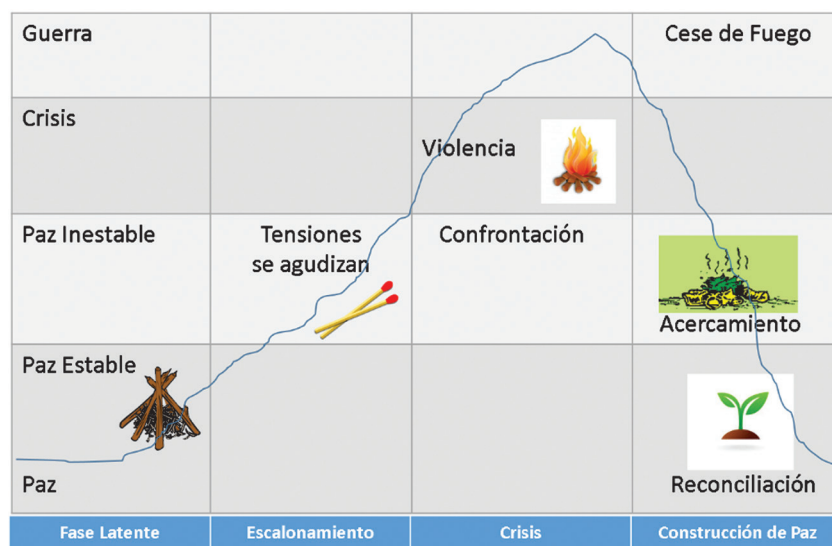 Guerra
Cese de Fuego
Crisis
Violencia
Paz Inestable
Tensiones
se agudizan
Confrontación
Acercamiento
Paz Estable
Paz
Reconciliación
Fase Latente
Escalonamiento
Crisis
Construcción de Paz